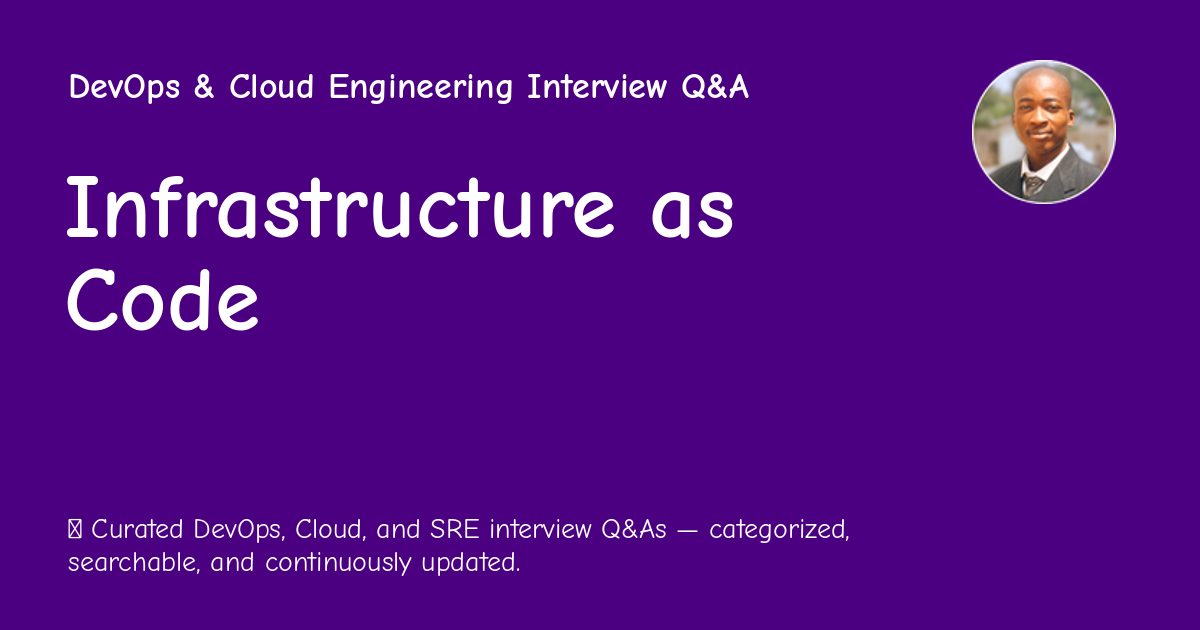 DevOps & Cloud Engineering Interview Q&A
Infrastructure as
Code
Curated DevOps, Cloud, and SRE interview Q&As — categorized,
searchable, and continuously updated.